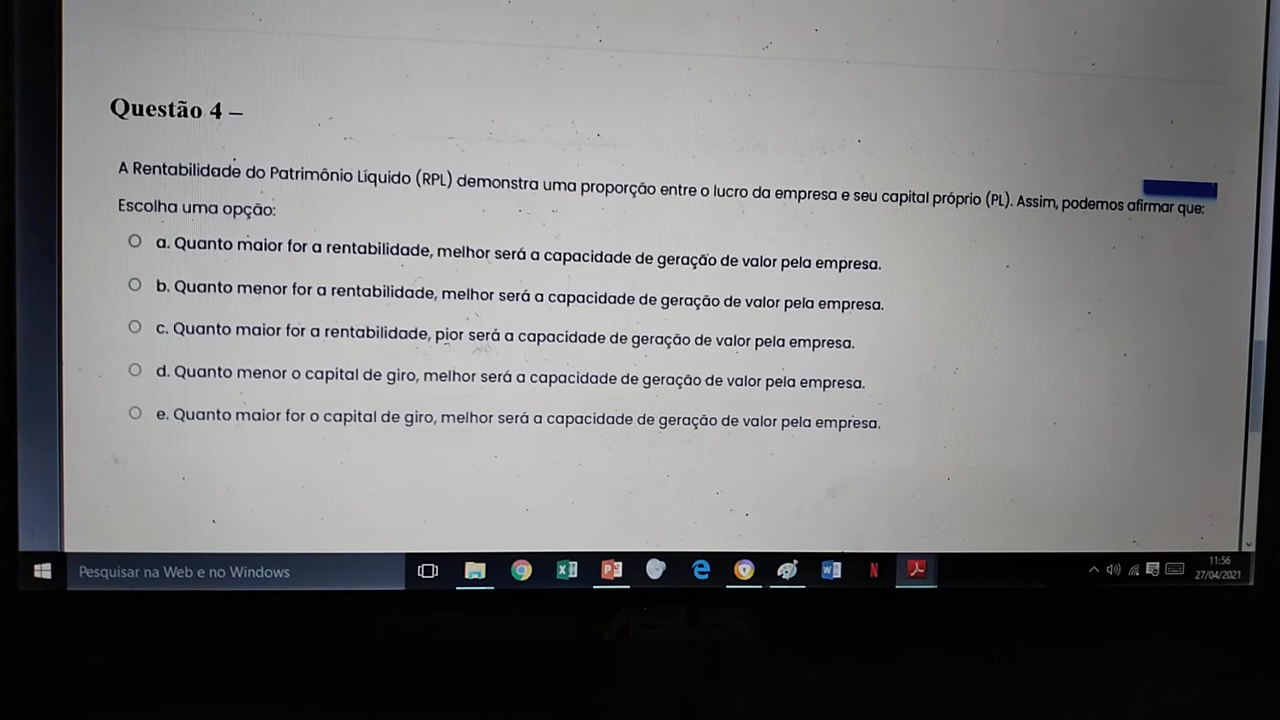 Questão 4 –
A Rentabilidade do Patrimônio Líquido (RPL) demonstra uma proporção entre o lucro da empresa e seu capital próprio (PL). Assim, podemos afirmar que:
Escolha uma opção:
a. Quanto maior for a rentabilidade, melhor será a capacidade de geração de valor pela empresa.
b. Quanto menor for a rentabilidade, melhor será a capacidade de geração de valor pela empresa.
c. Quanto maior for a rentabilidade, pior será a capacidade de geração de valor pela empresa.
d. Quanto menor o capital de giro, melhor será a capacidade de geração de valor pela empresa.
e. Quanto maior for o capital de giro, melhor será a capacidade de geração de valor pela empresa.
Pesquisar na Web e no Windows
11:56
27/04/2021